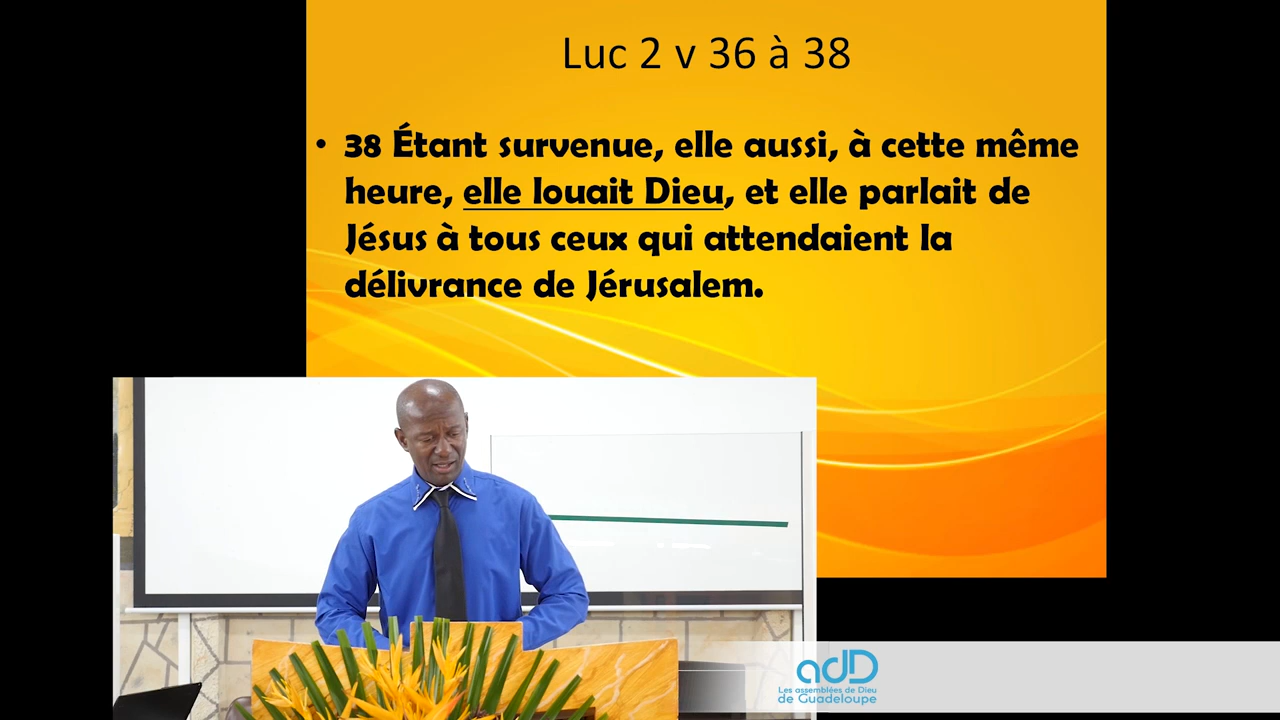 Luc 2 v 36 à 38
• 38 Étant survenue, elle aussi, à cette même
heure, elle louait Dieu, et elle parlait de
Jésus à tous ceux qui attendaient la
délivrance de Jérusalem.
adD
Les assemblées de Dieu
de Guadeloupe